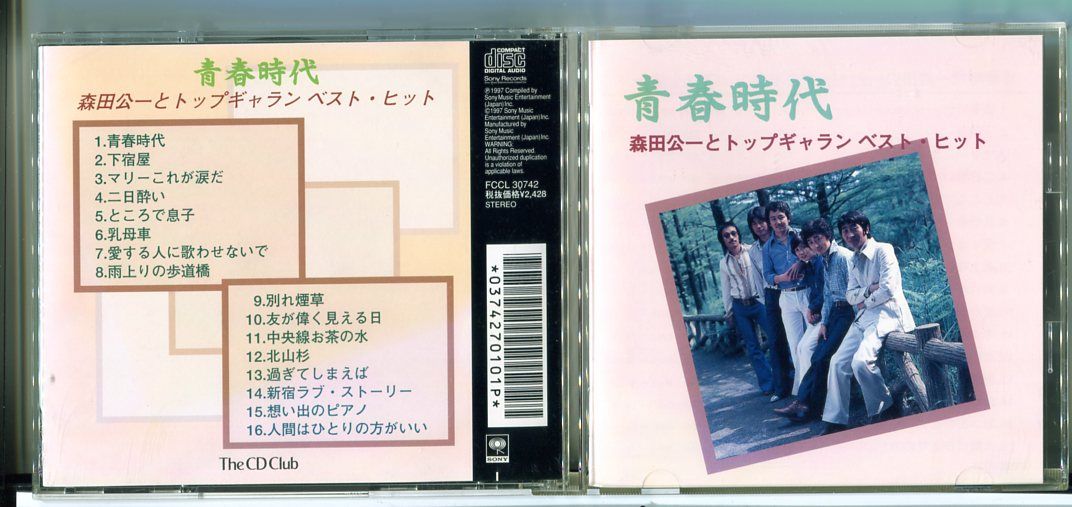 青春時代
森田公一とトップギャラン ベスト・ヒット
1.青春時代
2.下宿屋
3.マリーこれが涙だ
4.二日酔い
5.ところで息子
6.乳母車
7.愛する人に歌わせないで
8.雨上りの歩道橋
9.別れ煙草
10.友が偉く見える日
11.中央線お茶の水
12.北山杉
13.過ぎてしまえば
14.新宿ラブ・ストーリー
15.想い出のピアノ
16.人間はひとりの方がいい
The CD Club
COMPACT
disc
DIGITAL AUDIO
Sony Records
Ⓟ1997 Compiled by
Sony Music Entertainment
(Japan)Inc.
©1997 Sony Music
Entertainment (Japan)Inc.
Manufactured by
Sony Music
Entertainment (Japan)Inc.
WARNING:
All Rights Reserved.
Unauthorized duplication
is a violation of
applicable laws.
FCCL 30742
税抜価格¥2,428
STEREO
*0374270101P*
SONY
青春時代
森田公一とトップギャラン ベスト・ヒット